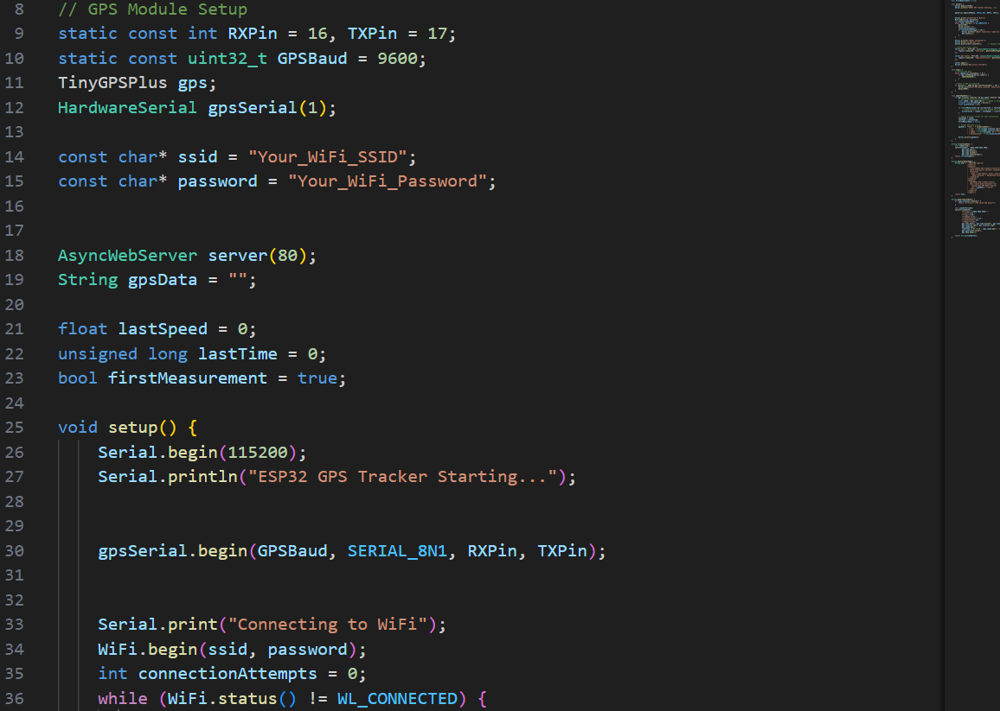 8 // GPS Module Setup
9 static const int RXPin = 16, TXPin = 17;
10 static const uint32_t GPSBaud = 9600;
11 TinyGPSPlus gps;
12 HardwareSerial gpsSerial(1);
13
14 const char* ssid = "Your_WiFi_SSID";
15 const char* password = "Your_WiFi_Password";
16
17
18 AsyncWebServer server(80);
19 String gpsData = "";
20
21 float lastSpeed = 0;
22 unsigned long lastTime = 0;
23 bool firstMeasurement = true;
24
25 void setup() {
26 Serial.begin(115200);
27 Serial.println("ESP32 GPS Tracker Starting...");
28
29
30 gpsSerial.begin(GPSBaud, SERIAL_8N1, RXPin, TXPin);
31
32
33 Serial.print("Connecting to WiFi");
34 WiFi.begin(ssid, password);
35 int connectionAttempts = 0;
36 while (WiFi.status() != WL_CONNECTED) {